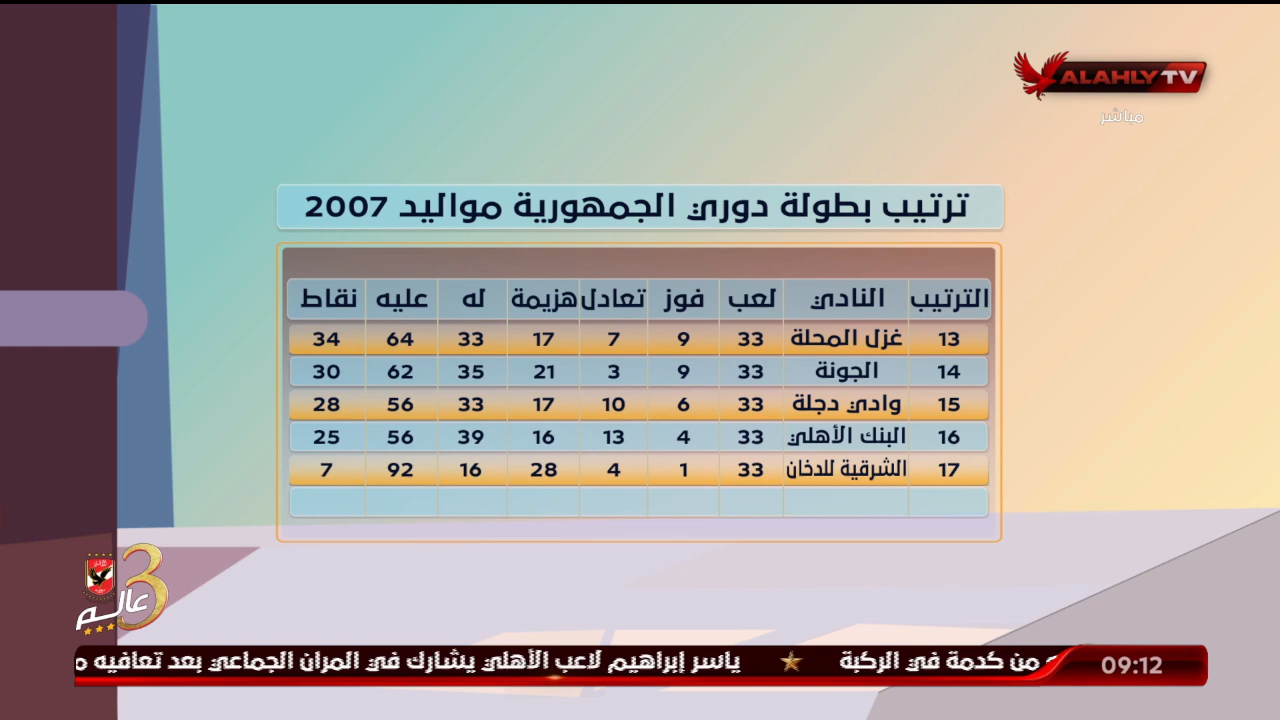 ALAHLY TV
مباشر
ترتيب بطولة دوري الجمهورية مواليد 2007
الترتيب النادي لعب فوز تعادل هزيمة له عليه نقاط
13 غزل المحلة 33 9 7 17 33 64 34
14 الجونة 33 9 3 21 35 62 30
15 وادي دجلة 33 6 10 17 33 56 28
16 البنك الأهلي 33 4 13 16 39 56 25
17 الشرقية للدخان 33 1 4 28 16 92 7
3 عالم
من كدمة في الركبة ياسر إبراهيم لاعب الأهلي يشارك في المران الجماعي بعد تعافيه
09:12